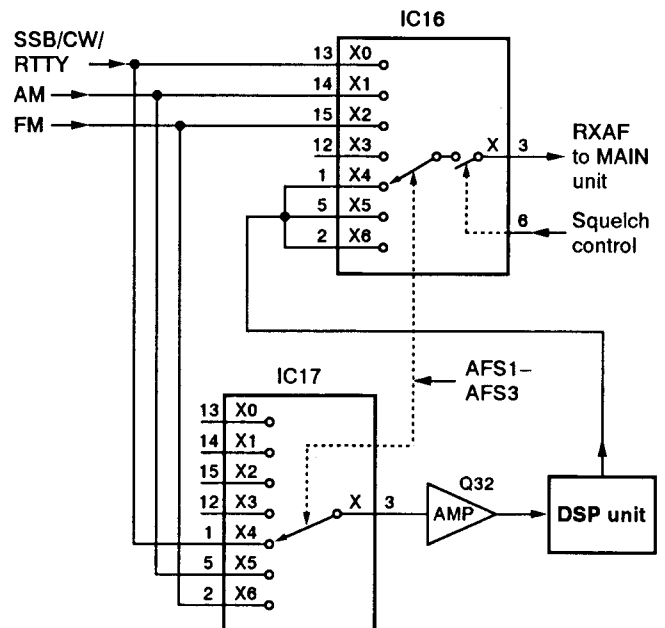 IC16
SSB/CW/
RTTY
13 X0
AM
14 X1
FM
15 X2
12 X3
X 3
RXAF
to MAIN
unit
1 X4
5 X5
2 X6
6
Squelch
control
AFS1–
AFS3
IC17
13 X0
14 X1
15 X2
12 X3
X 3
Q32
AMP
DSP unit
1 X4
5 X5
2 X6